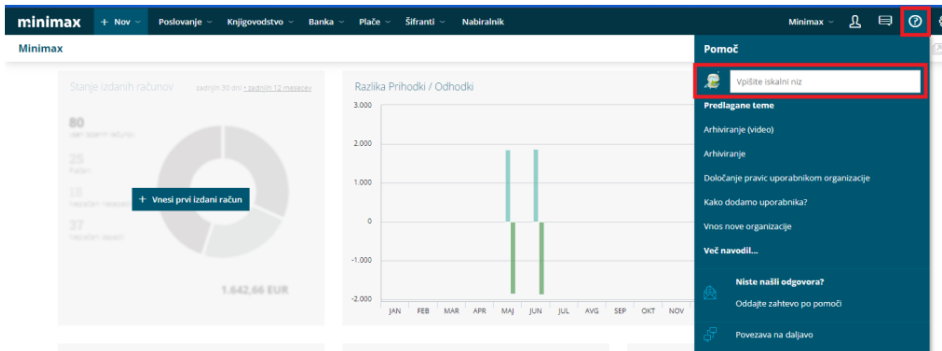 minimax + Nov Poslovanje Knjigovodstvo Banka Plače Šifranti Nabiralnik Minimax
Minimax
Pomoč
Stanje izdanih računov zadnjih 30 dni • zadnjih 12 mesecev
80
25
19
37
+ Vnesi prvi izdani račun
1.642,66 EUR
Razlika Prihodki / Odhodki
3.000
2.000
1.000
0
-1.000
-2.000
JAN FEB MAR APR MAJ JUN JUL AVG SEP OKT NOV
Vpišite iskalni niz
Predlagane teme
Arhiviranje (video)
Arhiviranje
Določanje pravic uporabnikom organizacije
Kako dodamo uporabnika?
Vnos nove organizacije
Več navodil...
Niste našli odgovora?
Oddajte zahtevo po pomoči
Povezava na daljavo